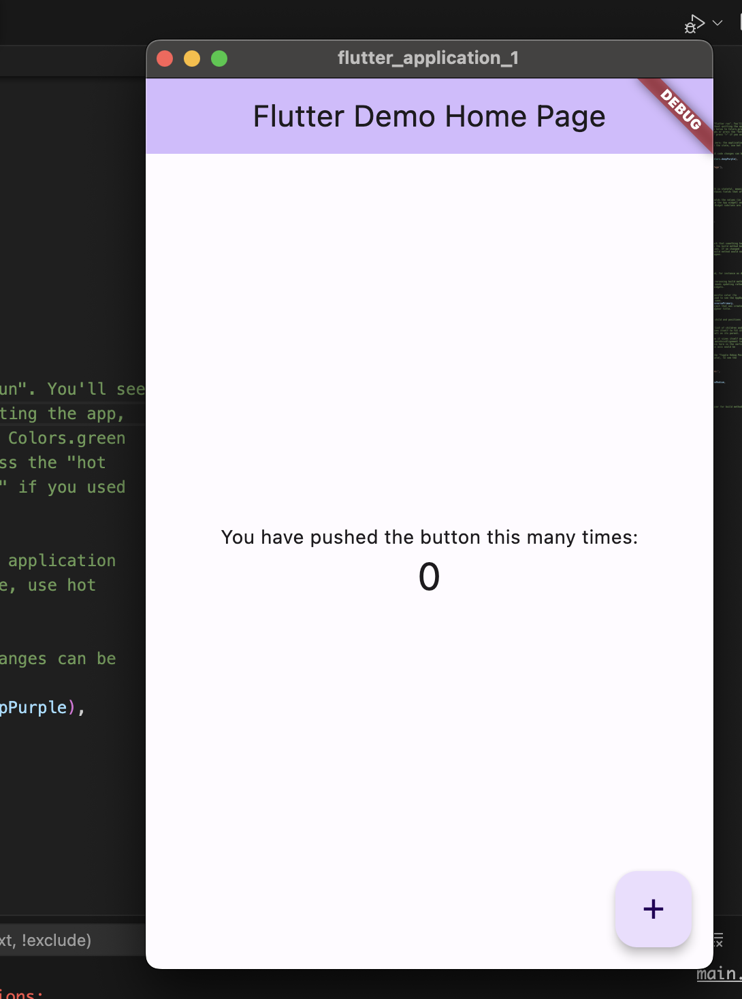 flutter_application_1
Flutter Demo Home Page
DEBUG
un". You'll see
ting the app,
Colors.green
ss the "hot
" if you used
application
e, use hot
anges can be
pPurple),
You have pushed the button this many times:
0
+
xt, !exclude)
main.
ions: